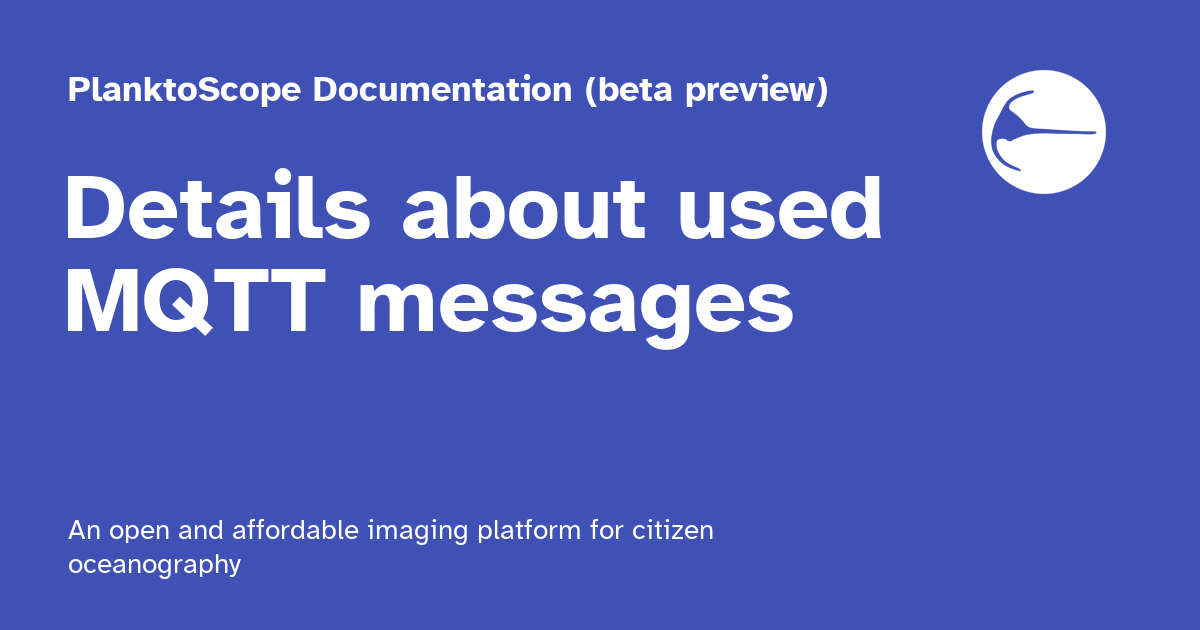 PlanktoScope Documentation (beta preview)
Details about used
MQTT messages
An open and affordable imaging platform for citizen
oceanography